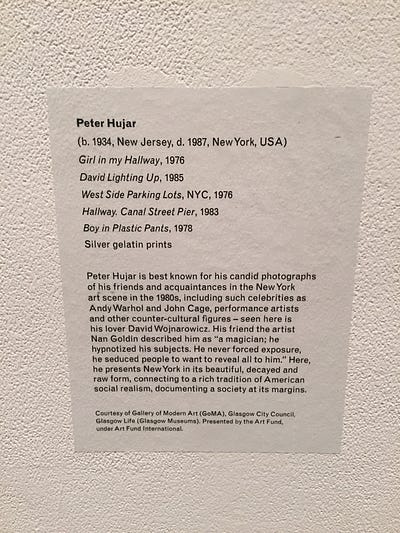 Peter Hujar
(b. 1934, New Jersey, d. 1987, New York, USA)
Girl in my Hallway, 1976
David Lighting Up, 1985
West Side Parking Lots, NYC, 1976
Hallway. Canal Street Pier, 1983
Boy in Plastic Pants, 1978
Silver gelatin prints
Peter Hujar is best known for his candid photographs
of his friends and acquaintances in the New York
art scene in the 1980s, including such celebrities as
Andy Warhol and John Cage, performance artists
and other counter-cultural figures – seen here is
his lover David Wojnarowicz. His friend the artist
Nan Goldin described him as “a magician; he
hypnotized his subjects. He never forced exposure,
he seduced people to want to reveal all to him.” Here,
he presents New York in its beautiful, decayed and
raw form, connecting to a rich tradition of American
social realism, documenting a society at its margins.
Courtesy of Gallery of Modern Art (GoMA), Glasgow City Council,
Glasgow Life (Glasgow Museums). Presented by the Art Fund,
under Art Fund International.